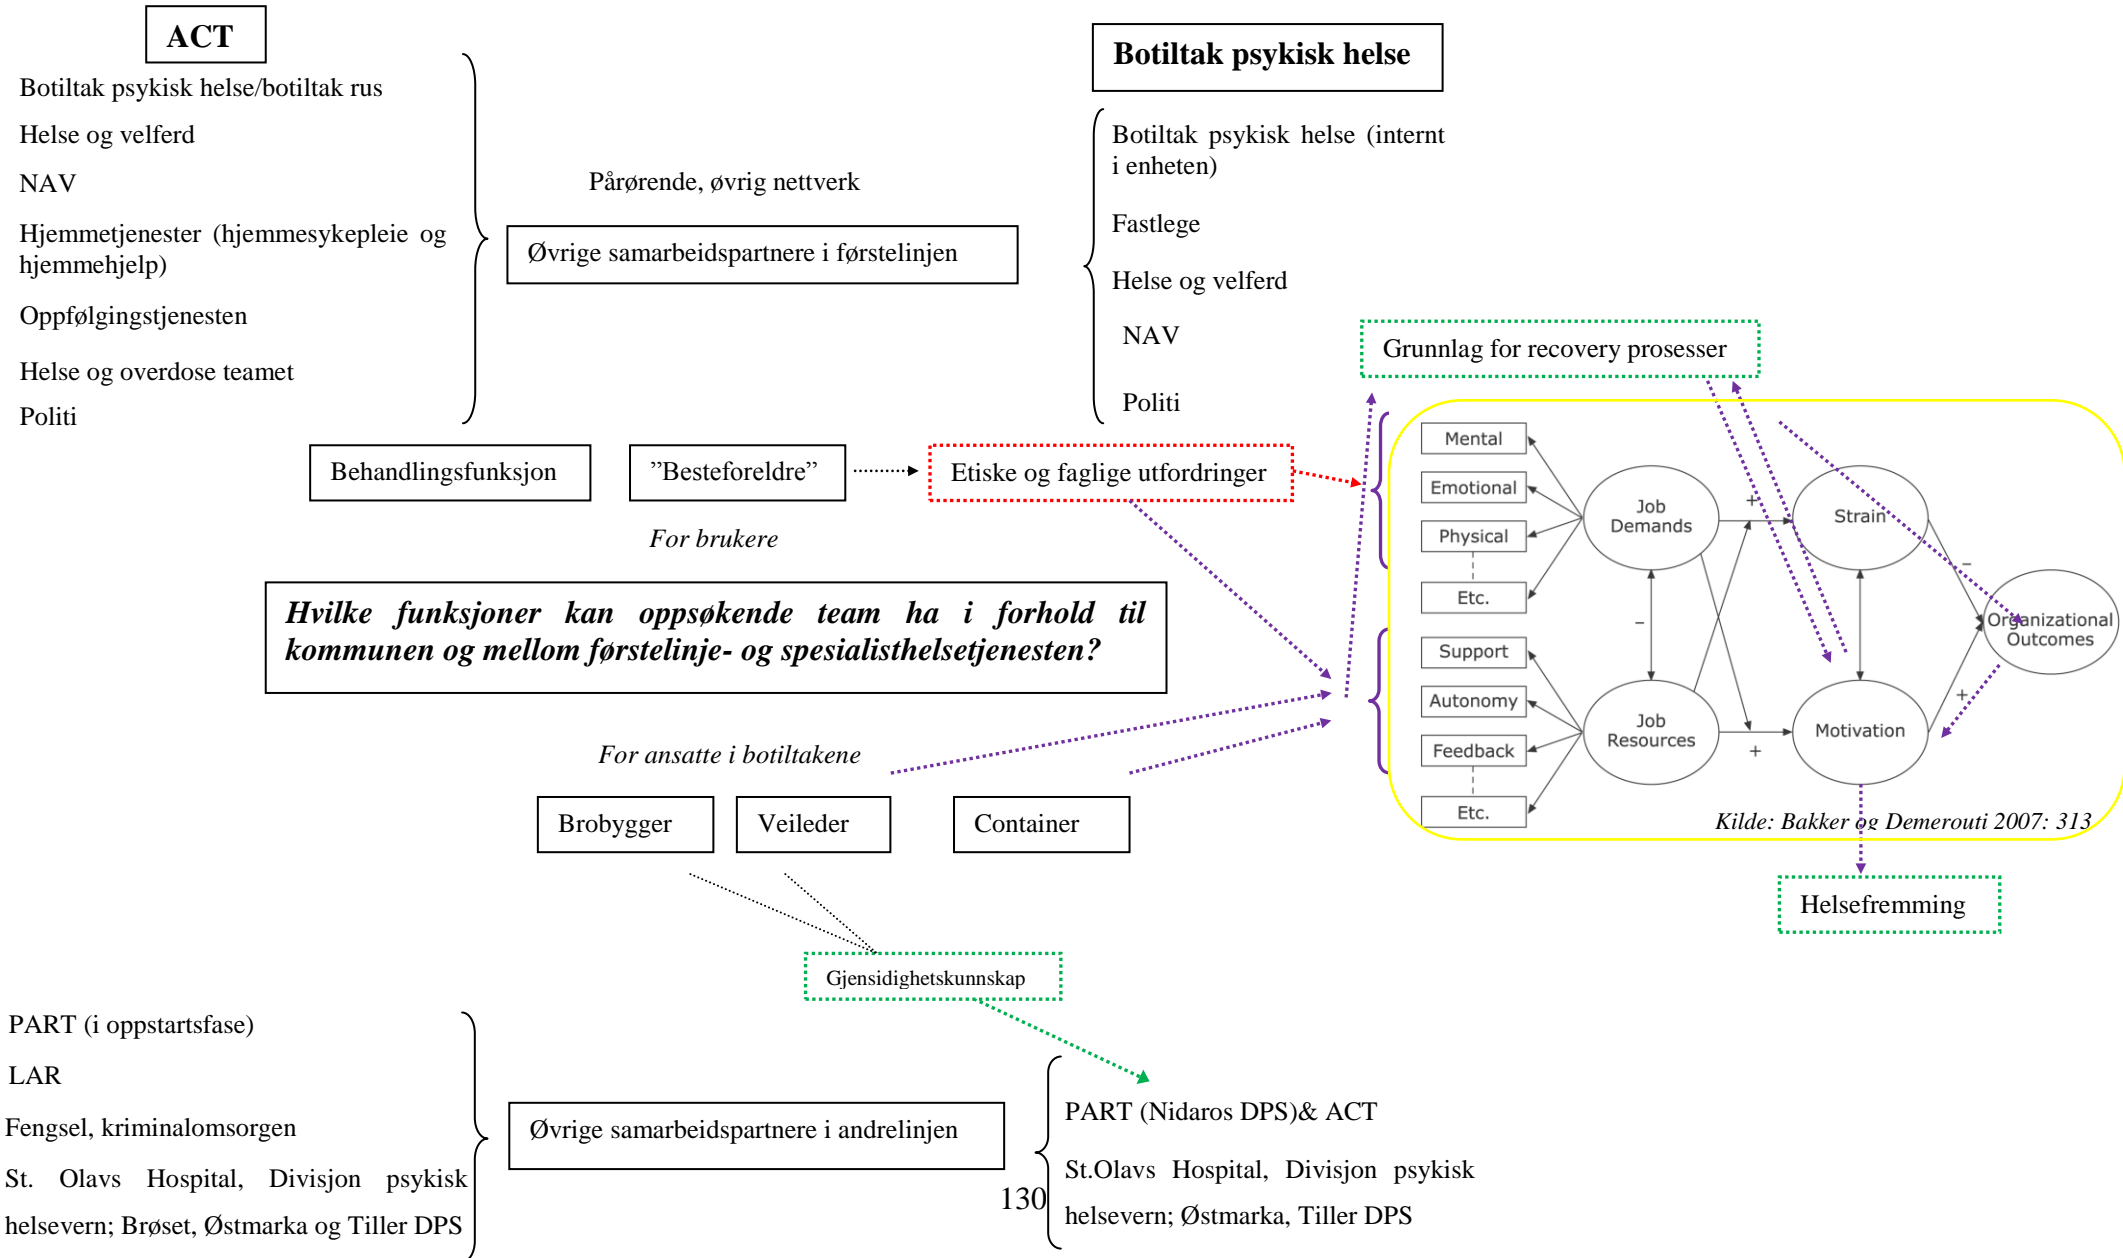 ACT
Botiltak psykisk helse/botiltak rus
Helse og velferd
NAV
Hjemmetjenester (hjemmesykepleie og
hjemmehjelp)
Oppfølgingstjenesten
Helse og overdose teamet
Politi
Pårørende, øvrig nettverk
Øvrige samarbeidspartnere i førstelinjen
Botiltak psykisk helse
Botiltak psykisk helse (internt
i enheten)
Fastlege
Helse og velferd
NAV
Politi
Grunnlag for recovery prosesser
Behandlingsfunksjon
”Besteforeldre”
Etiske og faglige utfordringer
For brukere
Hvilke funksjoner kan oppsøkende team ha i forhold til
kommunen og mellom førstelinje- og spesialisthelsetjenesten?
For ansatte i botiltakene
Brobygger
Veileder
Container
Mental
Emotional
Physical
Etc.
Support
Autonomy
Feedback
Etc.
Job
Demands
Job
Resources
+
Strain
–
–
Organizational
Outcomes
Motivation
+
+
Kilde: Bakker og Demerouti 2007: 313
Helsefremming
Gjensidighetskunnskap
PART (i oppstartsfase)
LAR
Fengsel, kriminalomsorgen
St. Olavs Hospital, Divisjon psykisk
helsevern; Brøset, Østmarka og Tiller DPS
Øvrige samarbeidspartnere i andrelinjen
PART (Nidaros DPS)& ACT
St.Olavs Hospital, Divisjon psykisk
helsevern; Østmarka, Tiller DPS
130